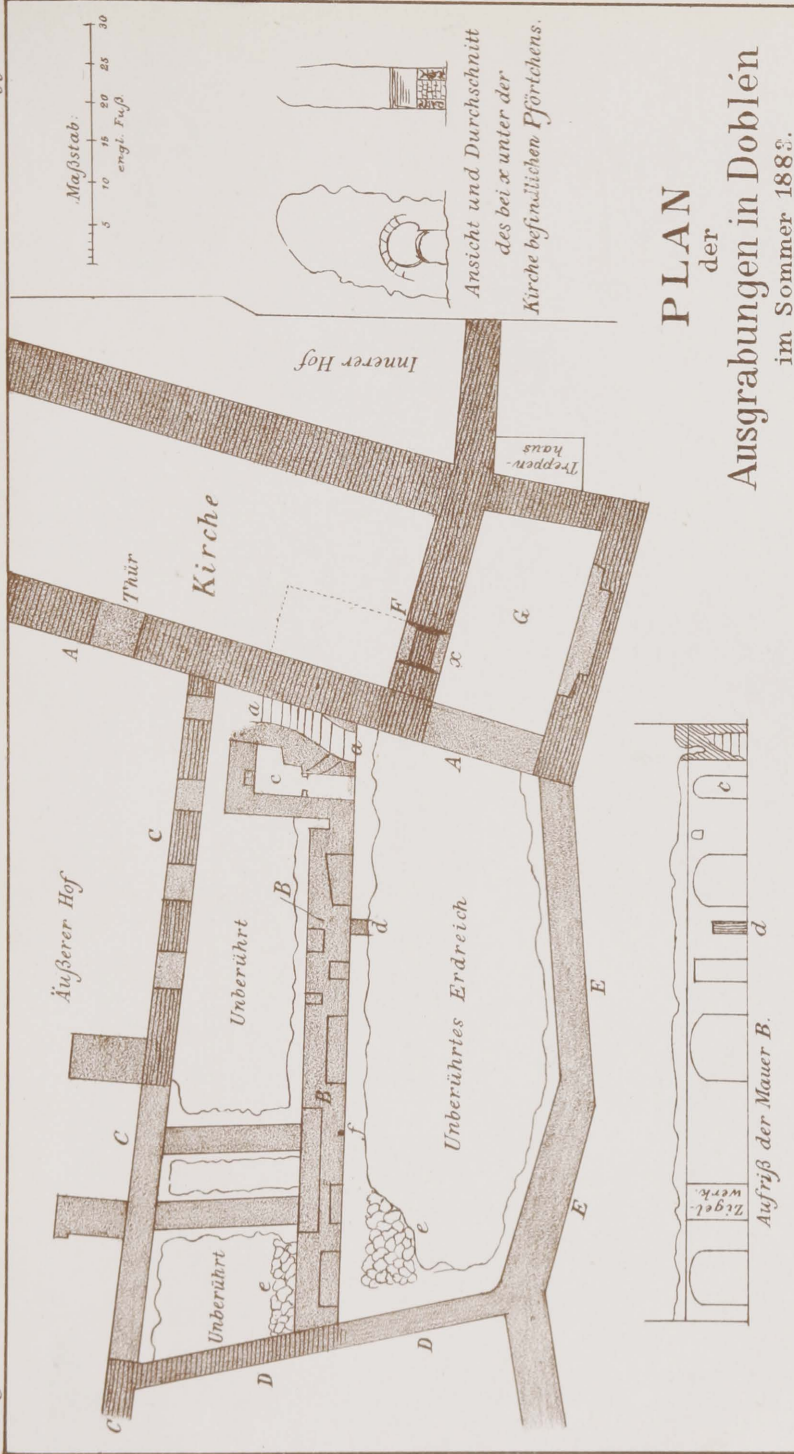 Maßstab:
5 10 15 20 25 30
engl. Fuß.
Ansicht und Durchschnitt
des bei x unter der
Kirche befindlichen Pförtchens.
PLAN
der
Ausgrabungen in Doblén
im Sommer
Innerer Hof
Treppen-
haus
Kirche
Thür
A
F
x
G
A
a
a
c
Äußerer Hof
C
C
C
Unberührt
B
B
d
f
Unberührtes Erdreich
Unberührt
e
e
D
D
E
E
Zigel-
werk.
d
c
Aufriß der Mauer B.